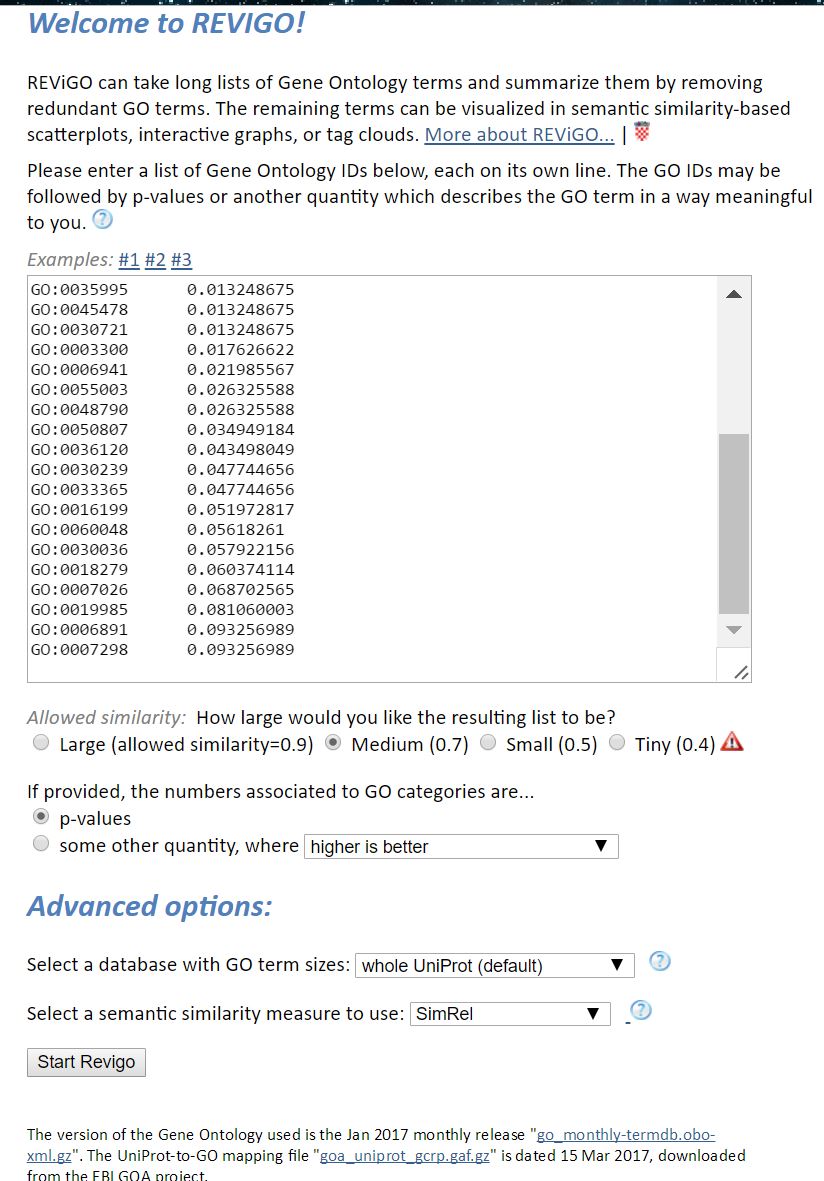 Welcome to REVIGO!
REViGO can take long lists of Gene Ontology terms and summarize them by removing
redundant GO terms. The remaining terms can be visualized in semantic similarity-based
scatterplots, interactive graphs, or tag clouds. More about REViGO... |
Please enter a list of Gene Ontology IDs below, each on its own line. The GO IDs may be
followed by p-values or another quantity which describes the GO term in a way meaningful
to you. ?
Examples: #1 #2 #3
GO:0035995 0.013248675
GO:0045478 0.013248675
GO:0030721 0.013248675
GO:0003300 0.017626622
GO:0006941 0.021985567
GO:0055003 0.026325588
GO:0048790 0.026325588
GO:0050807 0.034949184
GO:0036120 0.043498049
GO:0030239 0.047744656
GO:0033365 0.047744656
GO:0016199 0.051972817
GO:0060048 0.05618261
GO:0030036 0.057922156
GO:0018279 0.060374114
GO:0007026 0.068702565
GO:0019985 0.081060003
GO:0006891 0.093256989
GO:0007298 0.093256989
Allowed similarity: How large would you like the resulting list to be?
Large (allowed similarity=0.9) Medium (0.7) Small (0.5) Tiny (0.4)
If provided, the numbers associated to GO categories are...
p-values
some other quantity, where higher is better
Advanced options:
Select a database with GO term sizes: whole UniProt (default) ?
Select a semantic similarity measure to use: SimRel ?
Start Revigo
The version of the Gene Ontology used is the Jan 2017 monthly release "go_monthly-termdb.obo-
xml.gz". The UniProt-to-GO mapping file "goa_uniprot_gcrp.gaf.gz" is dated 15 Mar 2017, downloaded
from the EBI GOA project.